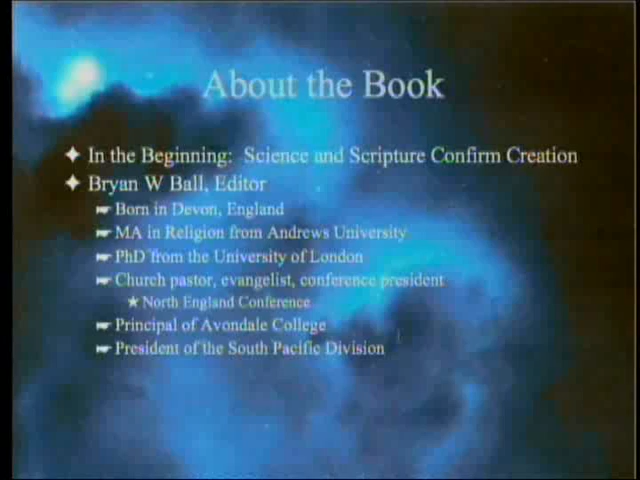 About the Book
In the Beginning: Science and Scripture Confirm Creation
Bryan W Ball, Editor
Born in Devon, England
MA in Religion from Andrews University
PhD from the University of London
Church pastor, evangelist, conference president
North England Conference
Principal of Avondale College
President of the South Pacific Division